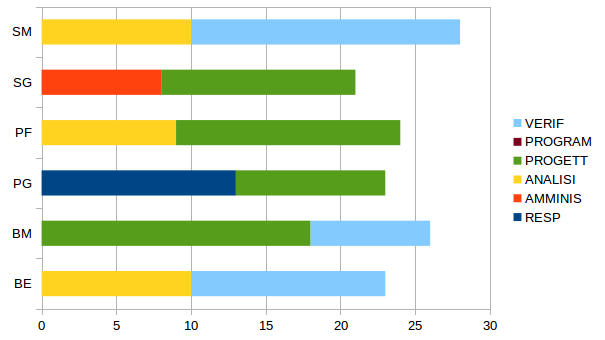 SM
SG
PF
PG
BM
BE
0 5 10 15 20 25 30
VERIF
PROGRAM
PROGETT
ANALISI
AMMINIS
RESP